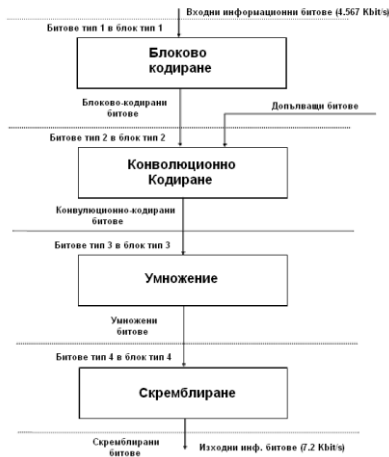 Входни информационни битове (4.567 Kbit/s)
Битове тип 1 в блок тип 1
Блоково
кодиране
Блоково-кодирани
битове
Допълващи битове
Битове тип 2 в блок тип 2
Конволюционно
Кодиране
Конвулюционно-кодирани
битове
Битове тип 3 в блок тип 3
Умножение
Умножени
битове
Битове тип 4 в блок тип 4
Скремблиране
Скремблирани
битове
Изходни инф. битове (7.2 Kbit/s)